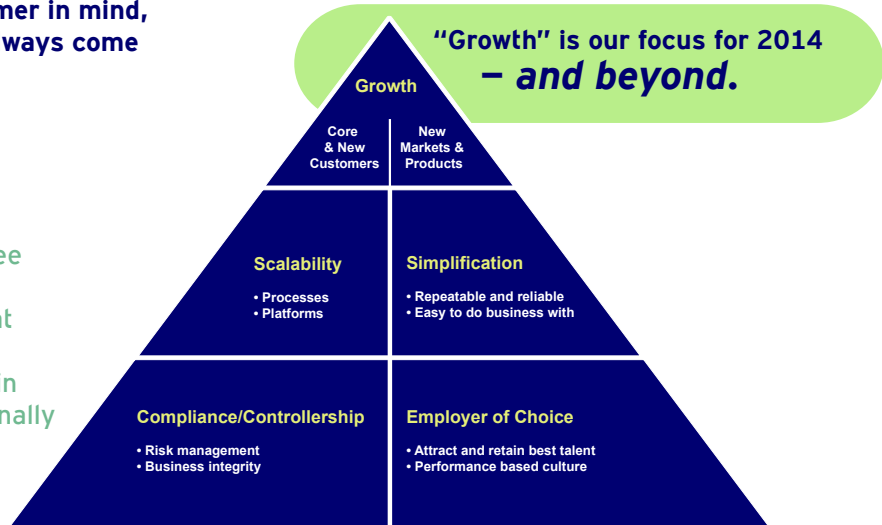 mer in mind,
ways come
"Growth" is our focus for 2014
– and beyond.
ee
nt
in
nally
Growth
Core
& New
Customers
New
Markets &
Products
Scalability
• Processes
• Platforms
Simplification
• Repeatable and reliable
• Easy to do business with
Compliance/Controllership
• Risk management
• Business integrity
Employer of Choice
• Attract and retain best talent
• Performance based culture